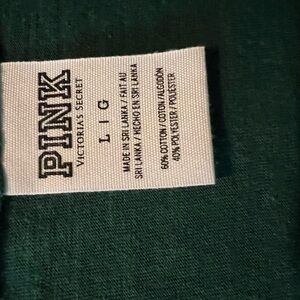 PINK
VICTORIA'S SECRET
L | G
MADE IN SRI LANKA / FAIT AU
SRI LANKA / HECHO EN SRI LANKA
60% COTTON / COTON / ALGODÓN
40% POLYESTER / POLIÉSTER